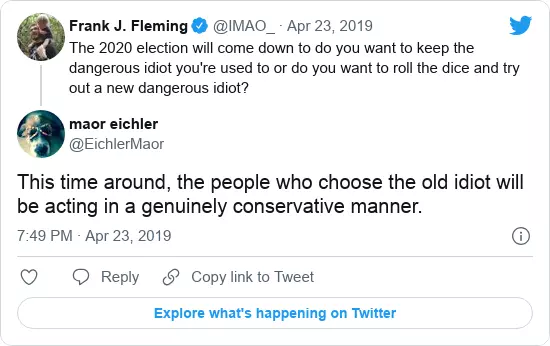 Frank J. Fleming @IMAO_ · Apr 23, 2019
The 2020 election will come down to do you want to keep the
dangerous idiot you're used to or do you want to roll the dice and try
out a new dangerous idiot?
maor eichler
@EichlerMaor
This time around, the people who choose the old idiot will
be acting in a genuinely conservative manner.
7:49 PM · Apr 23, 2019
Reply
Copy link to Tweet
Explore what's happening on Twitter